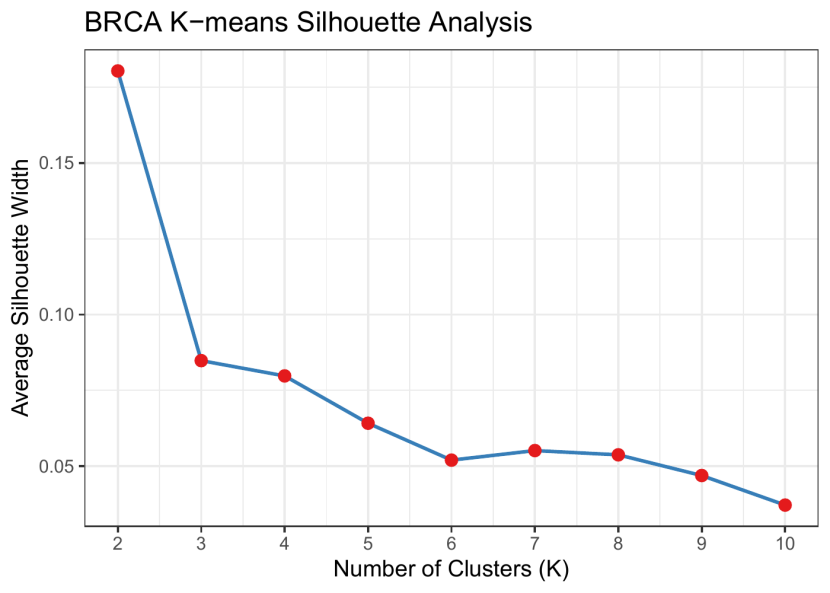 BRCA K−means Silhouette Analysis
Average Silhouette Width
0.15
0.10
0.05
2 3 4 5 6 7 8 9 10
Number of Clusters (K)